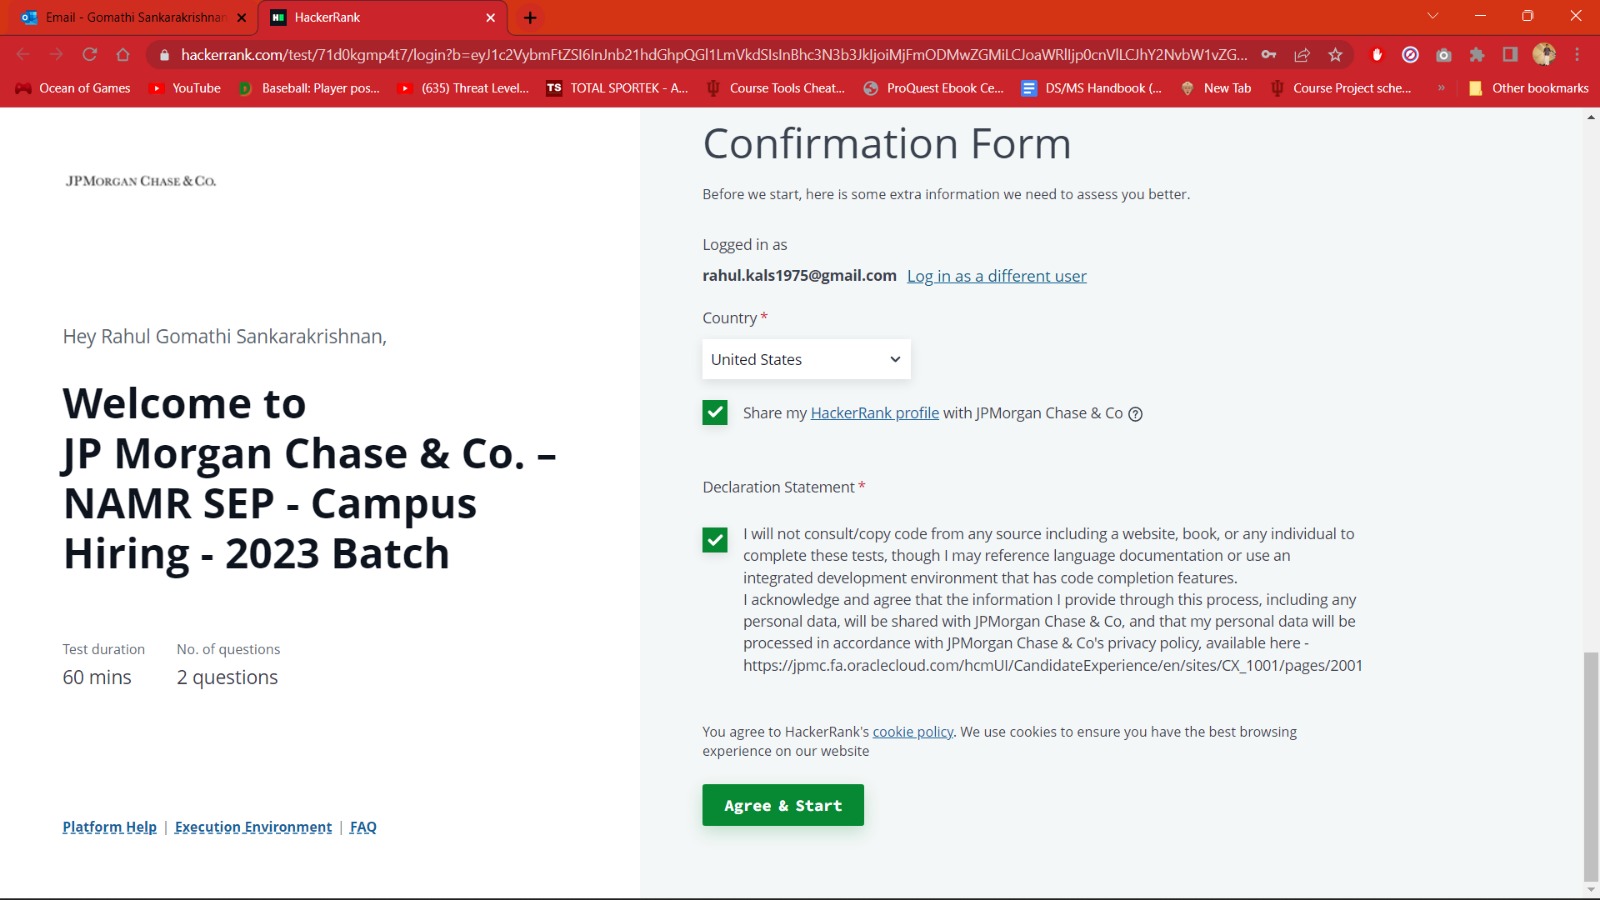 Email - Gomathi Sankarakrishnan
HackerRank
hackerrank.com/test/71d0kgmp4t7/login?b=
Ocean of Games
YouTube
Baseball: Player pos...
(635) Threat Level...
TS TOTAL SPORTEK - A...
Course Tools Cheat...
ProQuest Ebook Ce...
DS/MS Handbook (...
New Tab
Course Project sche...
»
Other bookmarks
JPMORGAN CHASE & CO.
Hey Rahul Gomathi Sankarakrishnan,
Welcome to
JP Morgan Chase & Co. –
NAMR SEP - Campus
Hiring - 2023 Batch
Test duration
No. of questions
60 mins
2 questions
Platform Help | Execution Environment | FAQ
Confirmation Form
Before we start, here is some extra information we need to assess you better.
Logged in as
rahul.kals1975@gmail.com Log in as a different user
Country *
United States
Share my HackerRank profile with JPMorgan Chase & Co
Declaration Statement *
I will not consult/copy code from any source including a website, book, or any individual to
complete these tests, though I may reference language documentation or use an
integrated development environment that has code completion features.
I acknowledge and agree that the information I provide through this process, including any
personal data, will be shared with JPMorgan Chase & Co, and that my personal data will be
processed in accordance with JPMorgan Chase & Co's privacy policy, available here -
https://jpmc.fa.oraclecloud.com/hcmUI/CandidateExperience/en/sites/CX_1001/pages/2001
You agree to HackerRank's cookie policy. We use cookies to ensure you have the best browsing
experience on our website
Agree & Start